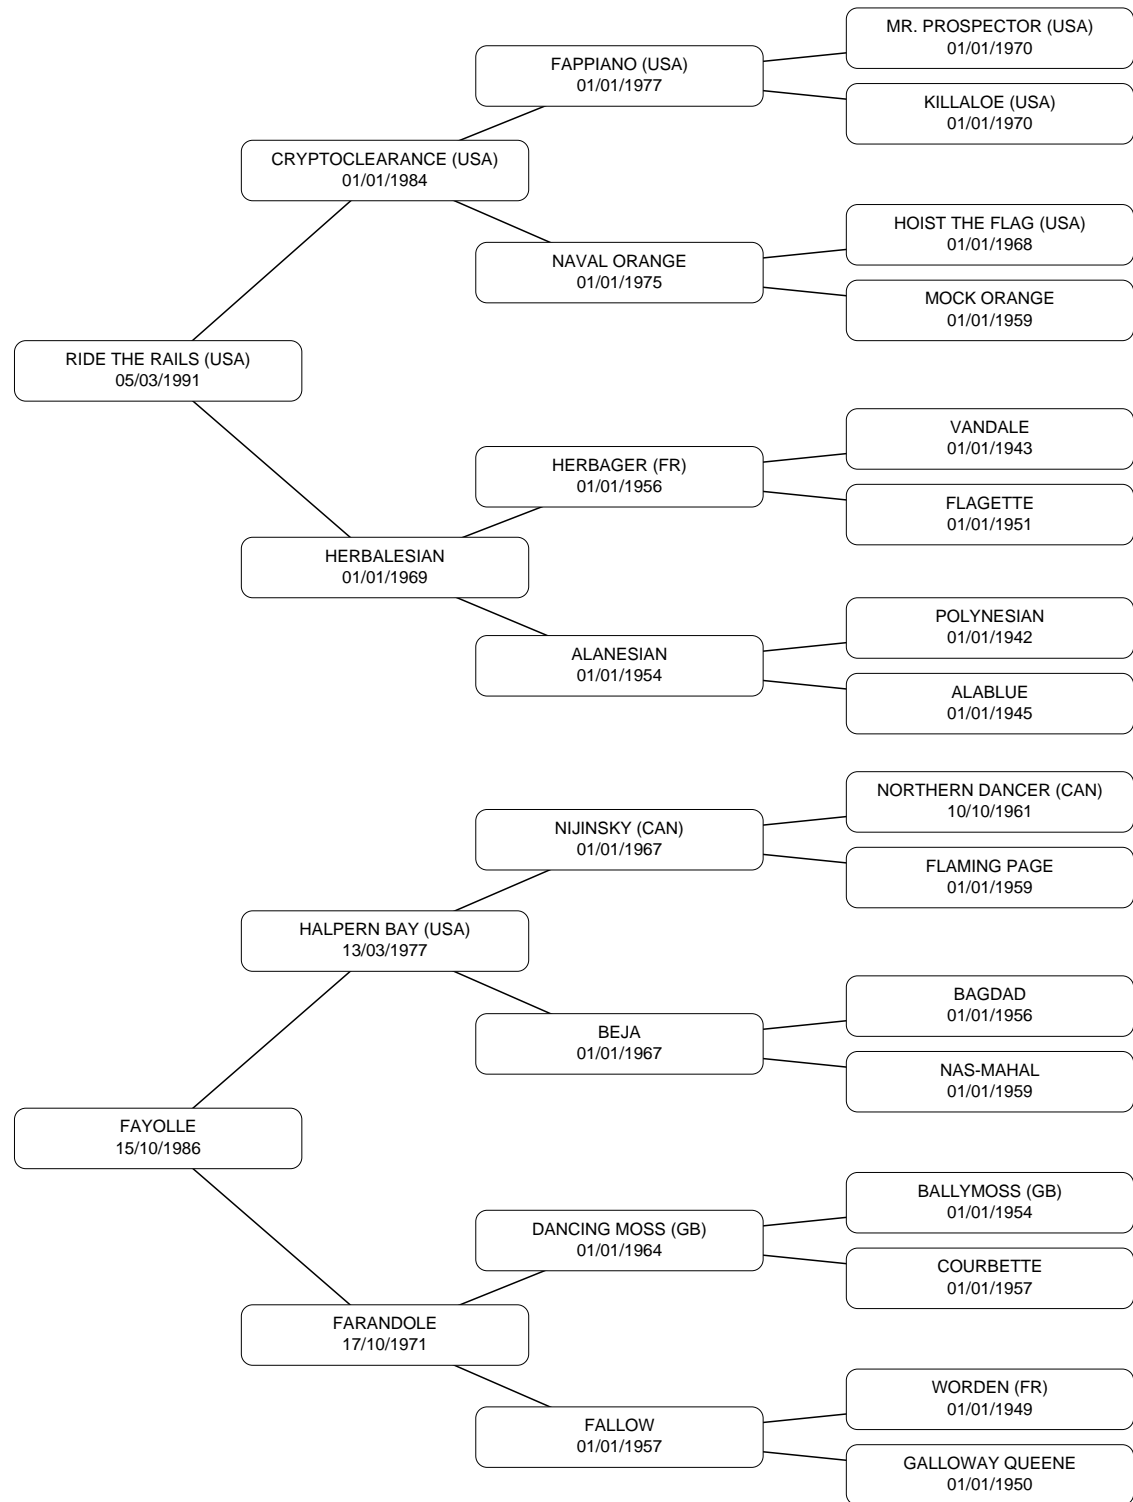 MR. PROSPECTOR (USA)
01/01/1970
FAPPIANO (USA)
01/01/1977
KILLALOE (USA)
01/01/1970
CRYPTOCLEARANCE (USA)
01/01/1984
HOIST THE FLAG (USA)
01/01/1968
NAVAL ORANGE
01/01/1975
MOCK ORANGE
01/01/1959
RIDE THE RAILS (USA)
05/03/1991
VANDALE
01/01/1943
HERBAGER (FR)
01/01/1956
FLAGETTE
01/01/1951
HERBALESIAN
01/01/1969
POLYNESIAN
01/01/1942
ALANESIAN
01/01/1954
ALABLUE
01/01/1945
NORTHERN DANCER (CAN)
10/10/1961
NIJINSKY (CAN)
01/01/1967
FLAMING PAGE
01/01/1959
HALPERN BAY (USA)
13/03/1977
BAGDAD
01/01/1956
BEJA
01/01/1967
NAS-MAHAL
01/01/1959
FAYOLLE
15/10/1986
BALLYMOSS (GB)
01/01/1954
DANCING MOSS (GB)
01/01/1964
COURBETTE
01/01/1957
FARANDOLE
17/10/1971
WORDEN (FR)
01/01/1949
FALLOW
01/01/1957
GALLOWAY QUEENE
01/01/1950